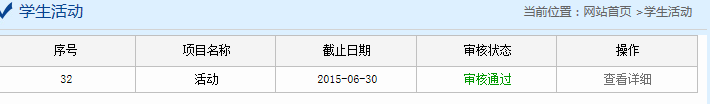 学生活动 当前位置：网站首页 >学生活动
序号 项目名称 截止日期 审核状态 操作
32 活动 2015-06-30 审核通过 查看详细